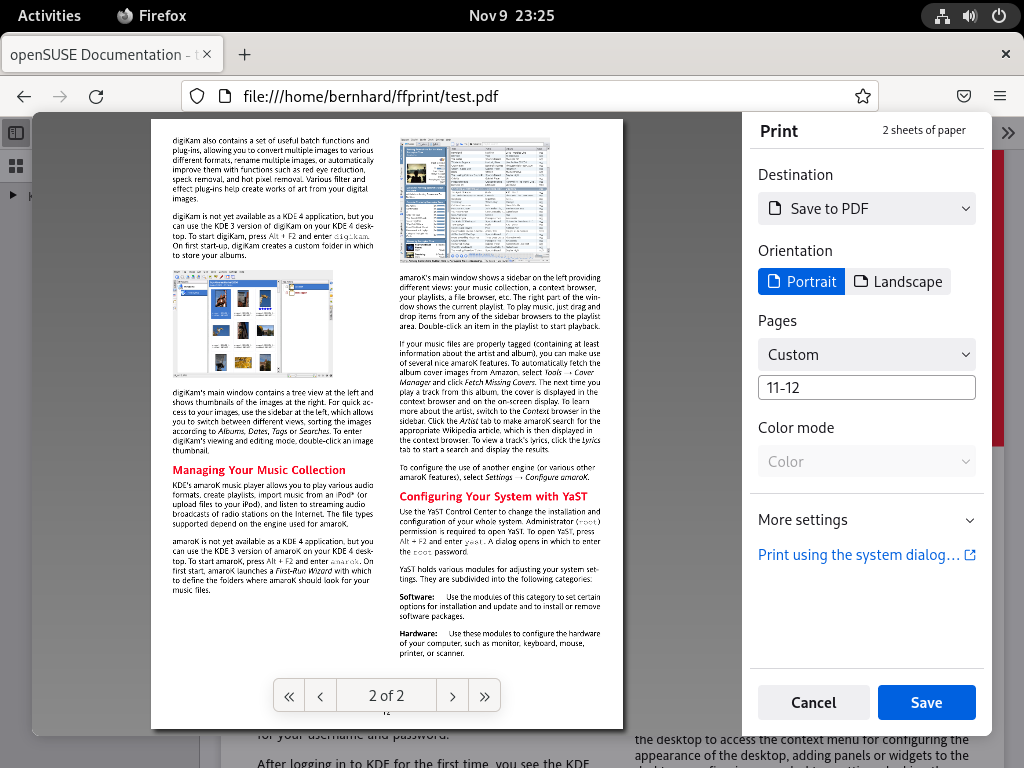 Activities
Firefox
Nov 9 23:25
openSUSE Documentation - t
file:///home/bernhard/ffprint/test.pdf
digiKam also contains a set of useful batch functions and
plug-ins, allowing you to convert multiple images to various
different formats, rename multiple images, or automatically
improve them with functions such as red eye reduction,
speck removal, and hot pixel removal. Various filter and
effect plug-ins help create works of art from your digital
images.
digiKam is not yet available as a KDE 4 application, but you
can use the KDE 3 version of digiKam on your KDE 4 desk-
top. To start digiKam, press Alt + F2 and enter digikam.
On first start-up, digiKam creates a custom folder in which
to store your albums.
digiKam's main window contains a tree view at the left and
shows thumbnails of the images at the right. For quick ac-
cess to your images, use the sidebar at the left, which allows
you to switch between different views, sorting the images
according to Albums, Dates, Tags or Searches. To enter
digiKam's viewing and editing mode, double-click an image
thumbnail.
Managing Your Music Collection
KDE's amaroK music player allows you to play various audio
formats, create playlists, import music from an iPod* (or
upload files to your iPod), and listen to streaming audio
broadcasts of radio stations on the Internet. The file types
supported depend on the engine used for amaroK.
amaroK is not yet available as a KDE 4 application, but you
can use the KDE 3 version of amaroK on your KDE 4 desk-
top. To start amaroK, press Alt + F2 and enter amarok. On
first start, amaroK launches a First-Run Wizard with which
to define the folders where amaroK should look for your
music files.
amaroK's main window shows a sidebar on the left providing
different views: your music collection, a context browser,
your playlists, a file browser, etc. The right part of the win-
dow shows the current playlist. To play music, just drag and
drop items from any of the sidebar browsers to the playlist
area. Double-click an item in the playlist to start playback.
If your music files are properly tagged (containing at least
information about the artist and album), you can make use
of several nice amaroK features. To automatically fetch the
album cover images from Amazon, select Tools → Cover
Manager and click Fetch Missing Covers. The next time you
play a track from this album, the cover is displayed in the
context browser and on the on-screen display. To learn
more about the artist, switch to the Context browser in the
sidebar. Click the Artist tab to make amaroK search for the
appropriate Wikipedia article, which is then displayed in
the context browser. To view a track's lyrics, click the Lyrics
tab to start a search and display the results.
To configure the use of another engine (or various other
amaroK features), select Settings → Configure amaroK.
Configuring Your System with YaST
Use the YaST Control Center to change the installation and
configuration of your whole system. Administrator (root)
permission is required to open YaST. To open YaST, press
Alt + F2 and enter yast. A dialog opens in which to enter
the root password.
YaST holds various modules for adjusting your system set-
tings. They are subdivided into the following categories:
Software: Use the modules of this category to set certain
options for installation and update and to install or remove
software packages.
Hardware: Use these modules to configure the hardware
of your computer, such as monitor, keyboard, mouse,
printer, or scanner.
2 of 2
12
Print
2 sheets of paper
Destination
Save to PDF
Orientation
Portrait
Landscape
Pages
Custom
11-12
Color mode
Color
More settings
Print using the system dialog...
Cancel
Save
for your username and password.
After logging in to KDE for the first time, you see the KDE
the desktop to access the context menu for configuring the
appearance of the desktop, adding panels or widgets to the